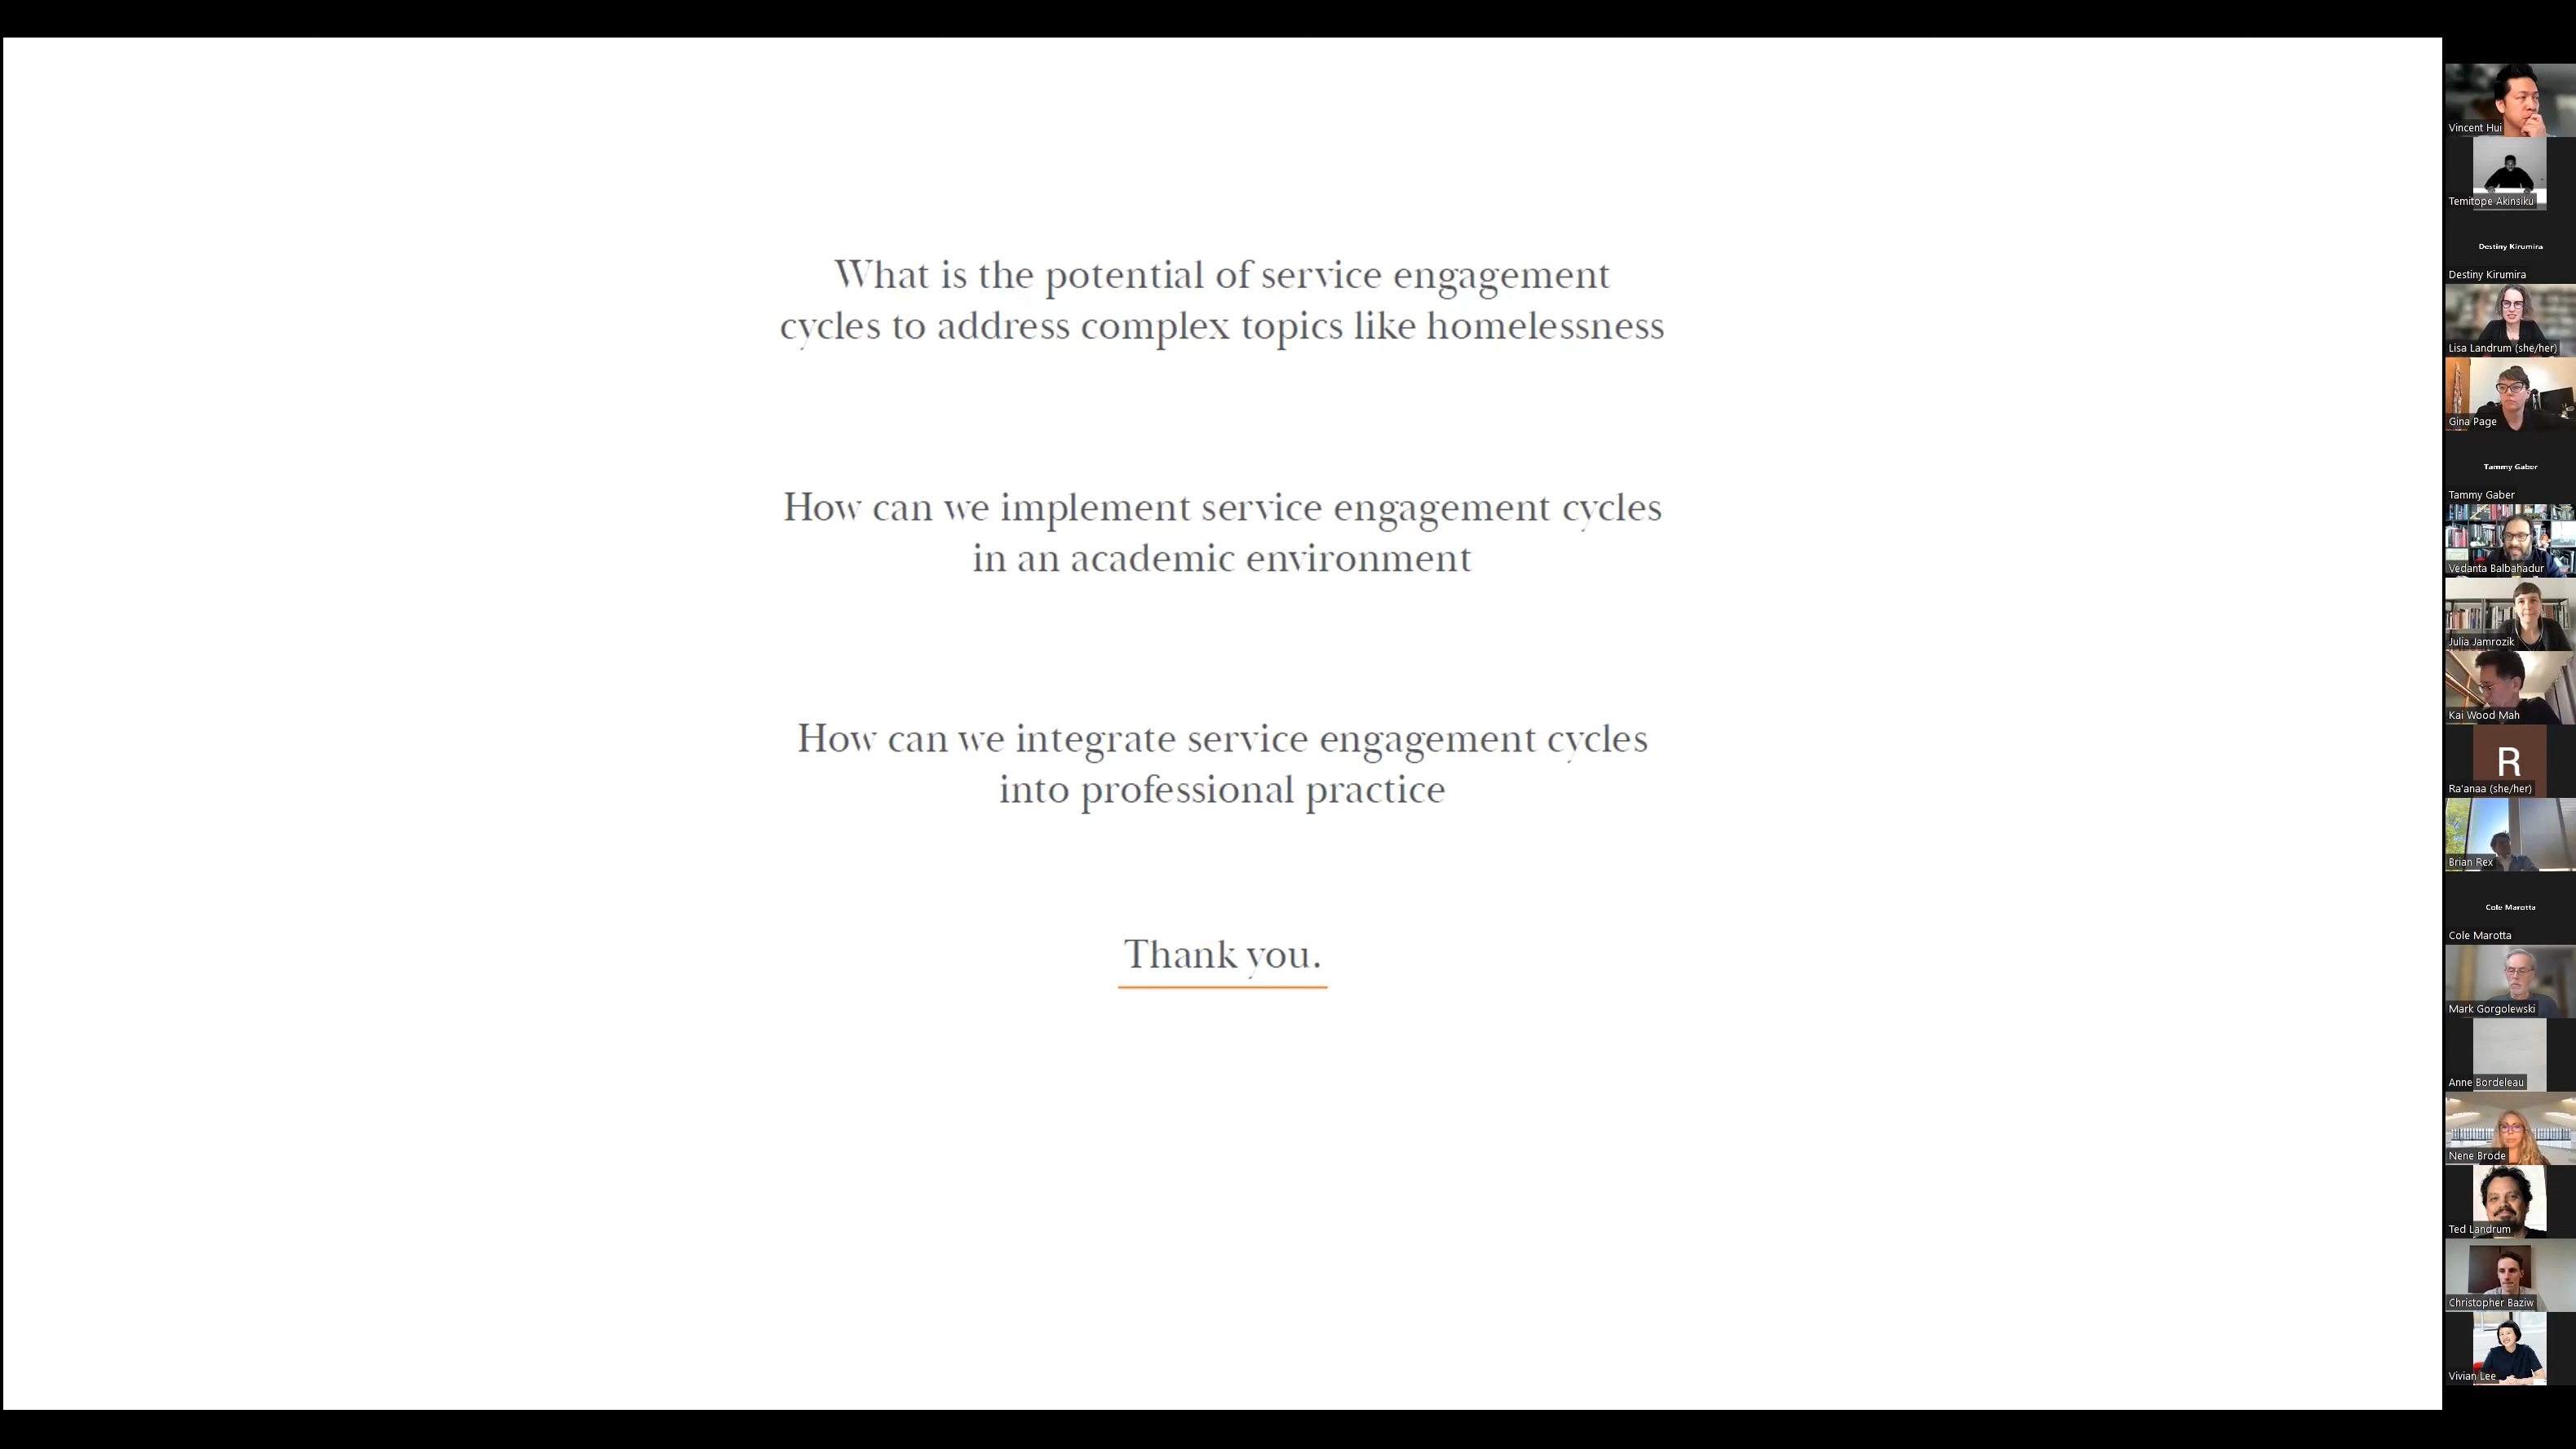 What is the potential of service engagement
cycles to address complex topics like homelessness
How can we implement service engagement cycles
in an academic environment
How can we integrate service engagement cycles
into professional practice
Thank you.
Vincent Hui
Temitope Akinsiku
Destiny Kirumira
Destiny Kirumira
Lisa Landrum (she/her)
Gina Page
Tammy Gaber
Tammy Gaber
Vedanta Balbahadur
Julia Jamrozik
Kai Wood Mah
R
Ra'anaa (she/her)
Brian Rex
Cole Marotta
Cole Marotta
Mark Gorgolewski
Anne Bordeleau
Nene Brode
Ted Landrum
Christopher Baziw
Vivian Lee